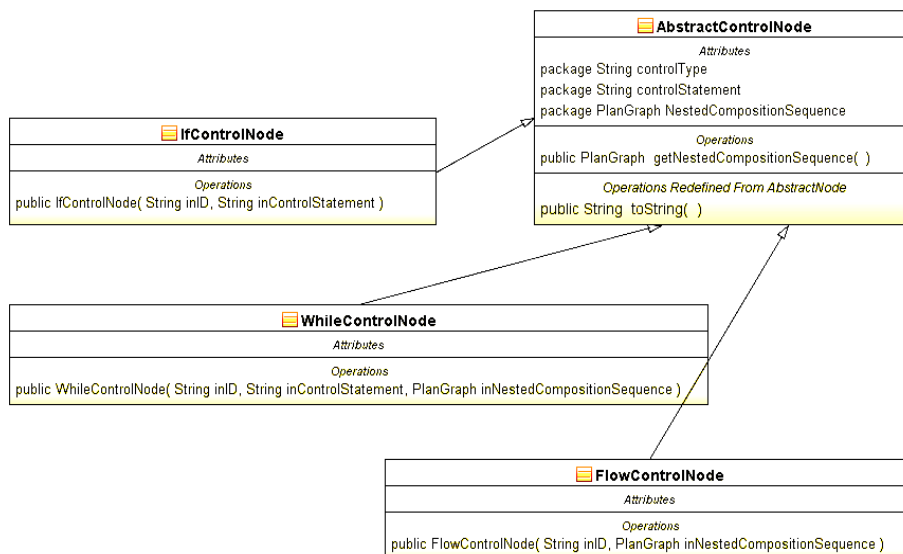 AbstractControlNode
Attributes
package String controlType
package String controlStatement
package PlanGraph NestedCompositionSequence
Operations
public PlanGraph getNestedCompositionSequence( )
Operations Redefined From AbstractNode
public String toString( )
IfControlNode
Attributes
Operations
public IfControlNode( String inID, String inControlStatement )
WhileControlNode
Attributes
Operations
public WhileControlNode( String inID, String inControlStatement, PlanGraph inNestedCompositionSequence )
FlowControlNode
Attributes
Operations
public FlowControlNode( String inID, PlanGraph inNestedCompositionSequence )